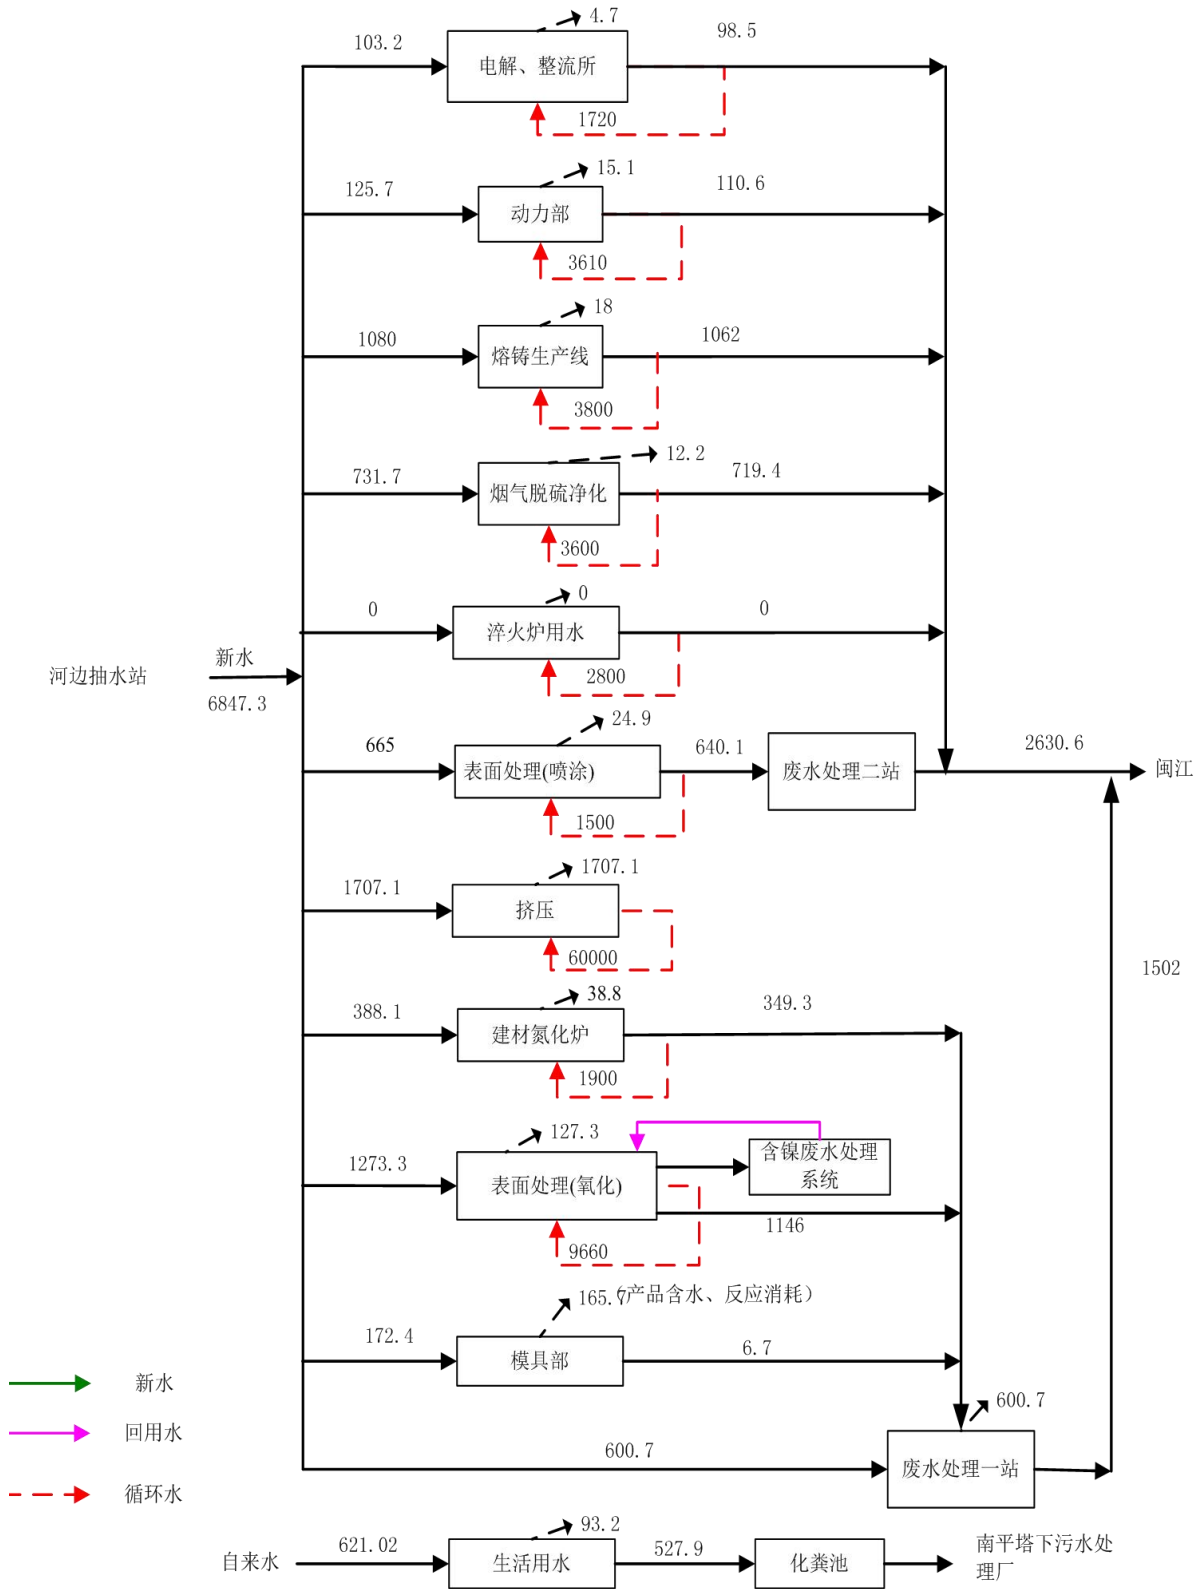 4.7
103.2
98.5
电解、整流所
1720
15.1
125.7
110.6
动力部
3610
18
1080
1062
熔铸生产线
3800
12.2
731.7
719.4
烟气脱硫净化
3600
0
0
0
淬火炉用水
2800
河边抽水站
新水
6847.3
24.9
665
640.1
表面处理(喷涂)
废水处理二站
2630.6
闽江
1500
1707.1
1707.1
挤压
60000
1502
38.8
388.1
349.3
建材氮化炉
1900
127.3
1273.3
表面处理(氧化)
含镍废水处理
系统
1146
9660
165.7(产品含水、反应消耗)
172.4
模具部
6.7
新水
回用水
循环水
600.7
600.7
废水处理一站
93.2
自来水
621.02
生活用水
527.9
化粪池
南平塔下污水处
理厂